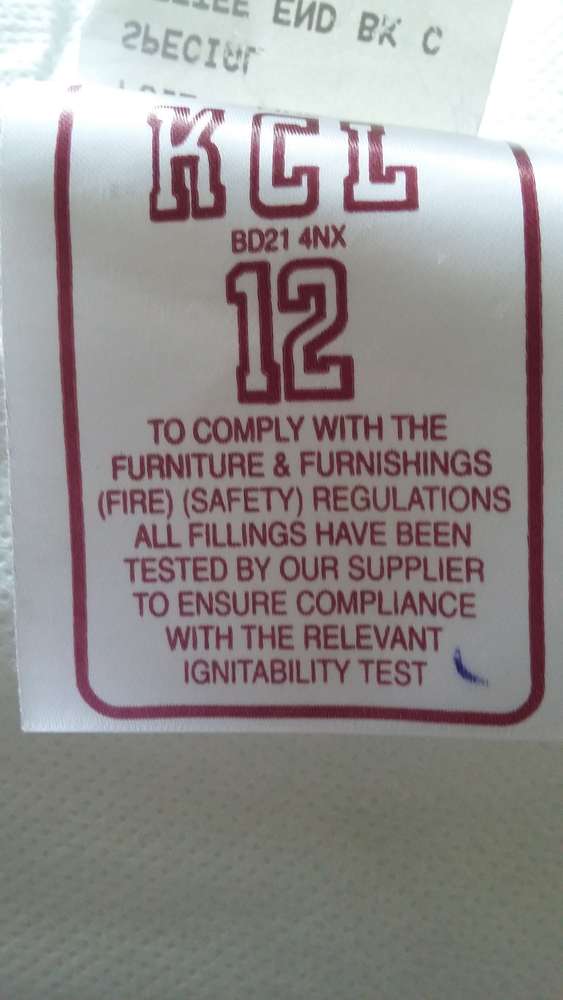 END BK C
SPECIAL
KCL
BD21 4NX
12
TO COMPLY WITH THE
FURNITURE & FURNISHINGS
(FIRE) (SAFETY) REGULATIONS
ALL FILLINGS HAVE BEEN
TESTED BY OUR SUPPLIER
TO ENSURE COMPLIANCE
WITH THE RELEVANT
IGNITABILITY TEST